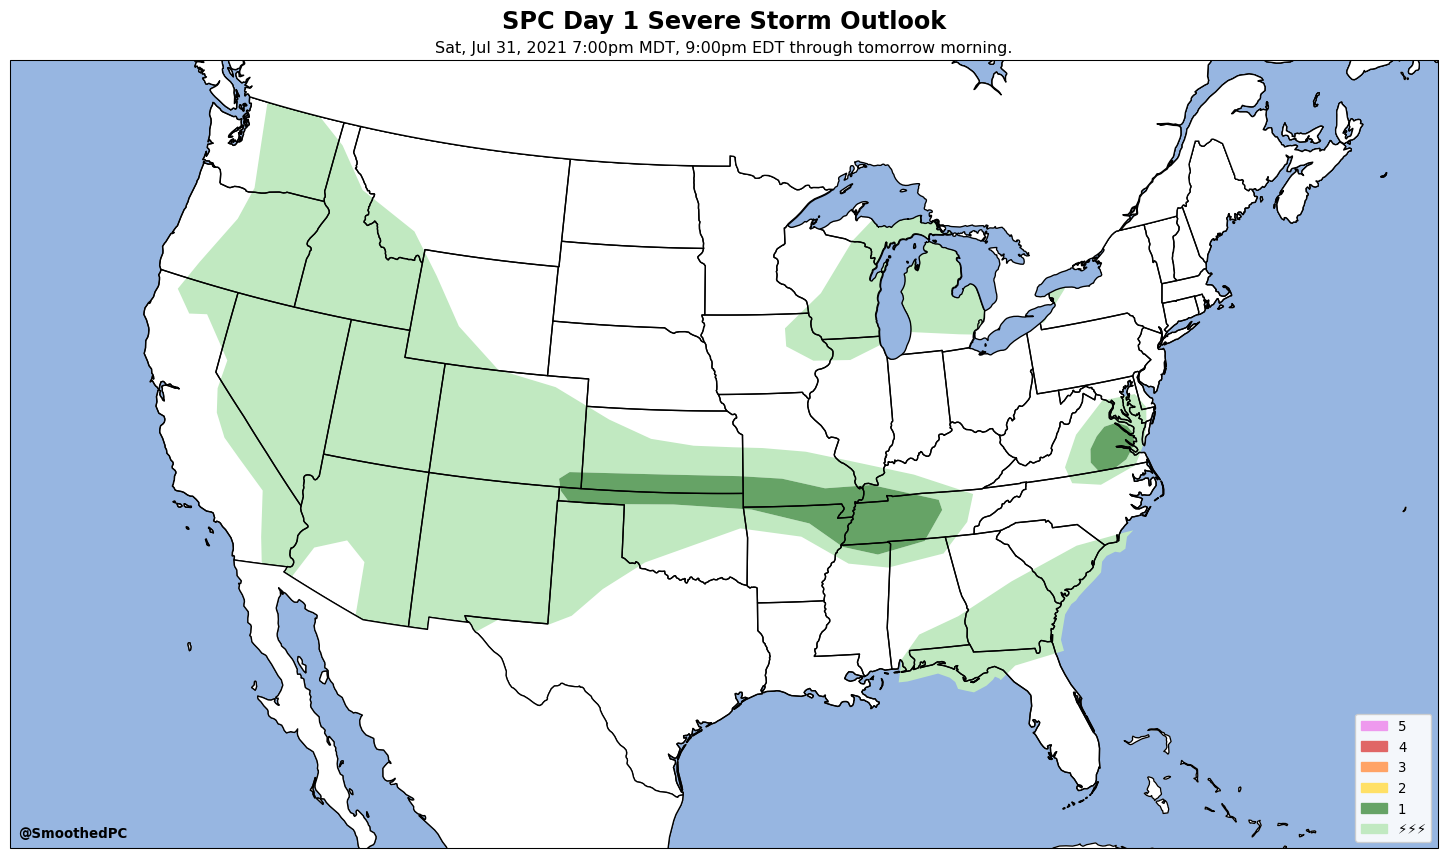 SPC Day 1 Severe Storm Outlook
Sat, Jul 31, 2021 7:00pm MDT, 9:00pm EDT through tomorrow morning.
5
4
3
2
1
⚡⚡⚡
@SmoothedPC